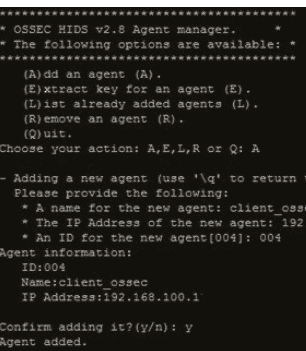 ****************************************
* OSSEC HIDS v2.8 Agent manager.     *
* The following options are available: *
****************************************
(A)dd an agent (A).
(E)xtract key for an agent (E).
(L)ist already added agents (L).
(R)emove an agent (R).
(Q)uit.
Choose your action: A,E,L,R or Q: A
- Adding a new agent (use '\q' to return
Please provide the following:
* A name for the new agent: client_osse
* The IP Address of the new agent: 192
* An ID for the new agent[004]: 004
Agent information:
ID:004
Name:client_ossec
IP Address:192.168.100.1
Confirm adding it?(y/n): y
Agent added.